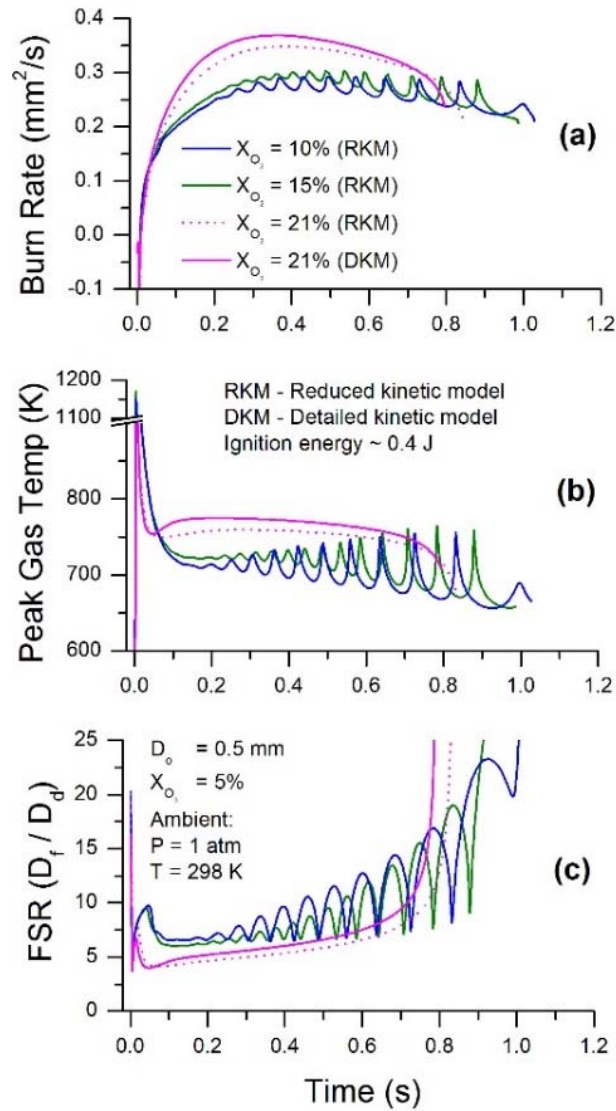 Burn Rate (mm²/s)
0.4
0.3
0.2
0.1
0.0
-0.1
X_O₂ = 10% (RKM)
X_O₂ = 15% (RKM)
X_O₂ = 21% (RKM)
X_O₂ = 21% (DKM)
(a)
0.0 0.2 0.4 0.6 0.8 1.0 1.2
Peak Gas Temp (K)
1200
1100
750
700
650
600
RKM - Reduced kinetic model
DKM - Detailed kinetic model
Ignition energy ~ 0.4 J
(b)
0.0 0.2 0.4 0.6 0.8 1.0 1.2
FSR (D_f / D_d)
25
20
15
10
5
0
D_o = 0.5 mm
X_O₃ = 5%
Ambient:
P = 1 atm
T = 298 K
(c)
0.0 0.2 0.4 0.6 0.8 1.0 1.2
Time (s)